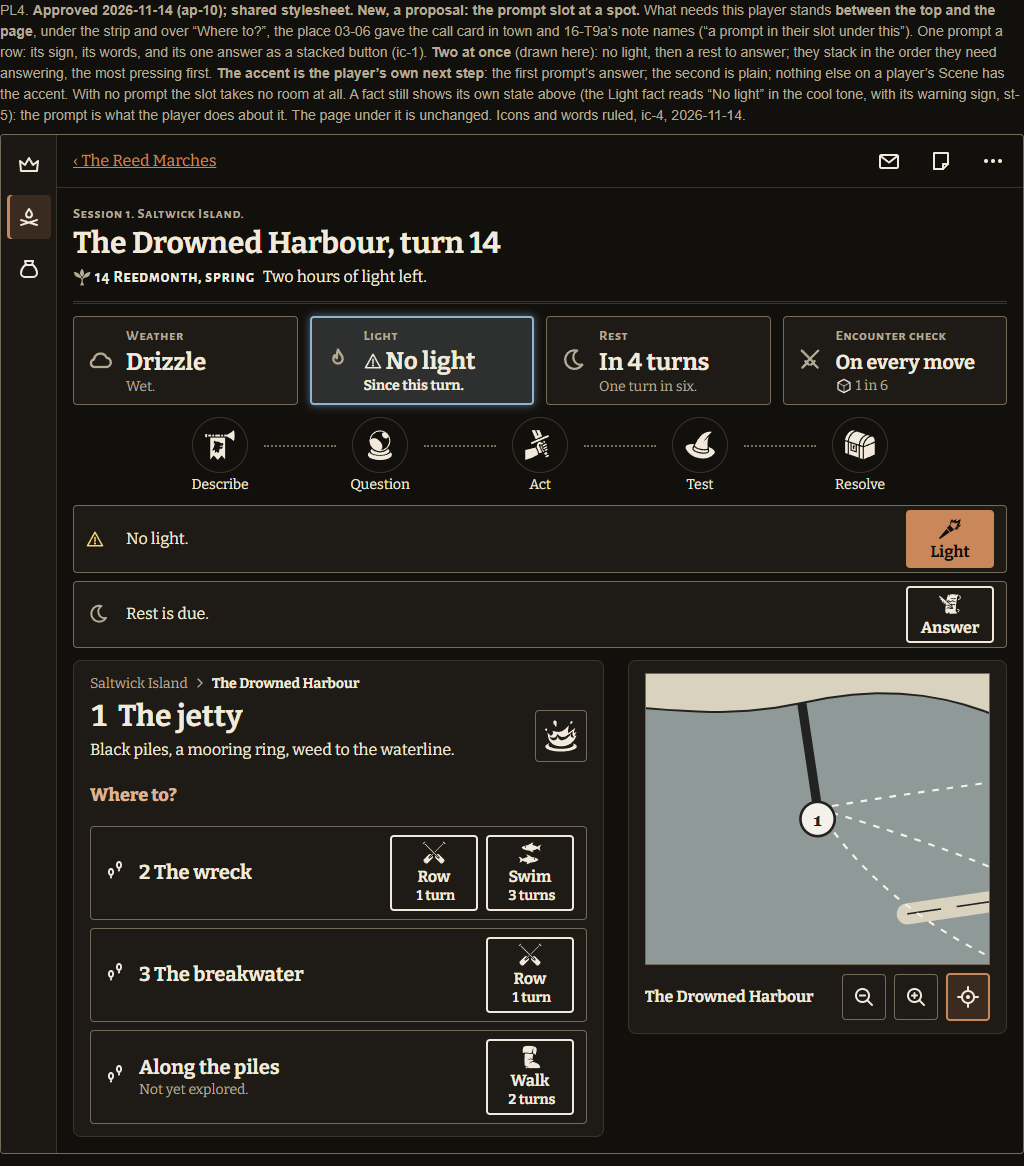 PL4. Approved 2026-11-14 (ap-10); shared stylesheet. New, a proposal: the prompt slot at a spot. What needs this player stands between the top and the
page, under the strip and over “Where to?”, the place 03-06 gave the call card in town and 16-T9a’s note names (“a prompt in their slot under this”). One prompt a
row: its sign, its words, and its one answer as a stacked button (ic-1). Two at once (drawn here): no light, then a rest to answer; they stack in the order they need
answering, the most pressing first. The accent is the player’s own next step: the first prompt’s answer; the second is plain; nothing else on a player’s Scene has
the accent. With no prompt the slot takes no room at all. A fact still shows its own state above (the Light fact reads “No light” in the cool tone, with its warning sign, st-
5): the prompt is what the player does about it. The page under it is unchanged. Icons and words ruled, ic-4, 2026-11-14.
‹ The Reed Marches
Session 1. Saltwick Island.
The Drowned Harbour, turn 14
14 Reedmonth, spring Two hours of light left.
Weather
Drizzle
Wet.
Light
No light
Since this turn.
Rest
In 4 turns
One turn in six.
Encounter check
On every move
1 in 6
Describe
Question
Act
Test
Resolve
No light.
Light
Rest is due.
Answer
Saltwick Island > The Drowned Harbour
1 The jetty
Black piles, a mooring ring, weed to the waterline.
Where to?
2 The wreck
Row
1 turn
Swim
3 turns
3 The breakwater
Row
1 turn
Along the piles
Not yet explored.
Walk
2 turns
1
The Drowned Harbour